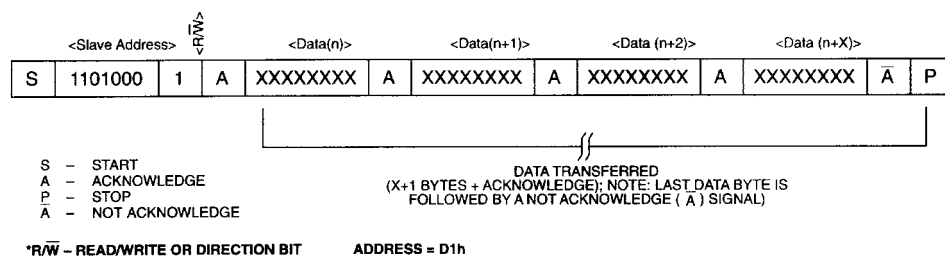 <Slave Address> <R/W̅> <Data(n)> <Data(n+1)> <Data (n+2)> <Data (n+X)>
S 1101000 1 A XXXXXXXX A XXXXXXXX A XXXXXXXX A XXXXXXXX A̅ P
S – START
A – ACKNOWLEDGE
P – STOP
A̅ – NOT ACKNOWLEDGE
DATA TRANSFERRED
(X+1 BYTES + ACKNOWLEDGE); NOTE: LAST DATA BYTE IS
FOLLOWED BY A NOT ACKNOWLEDGE ( A̅ ) SIGNAL)
*R/W̅ – READ/WRITE OR DIRECTION BIT ADDRESS = D1h